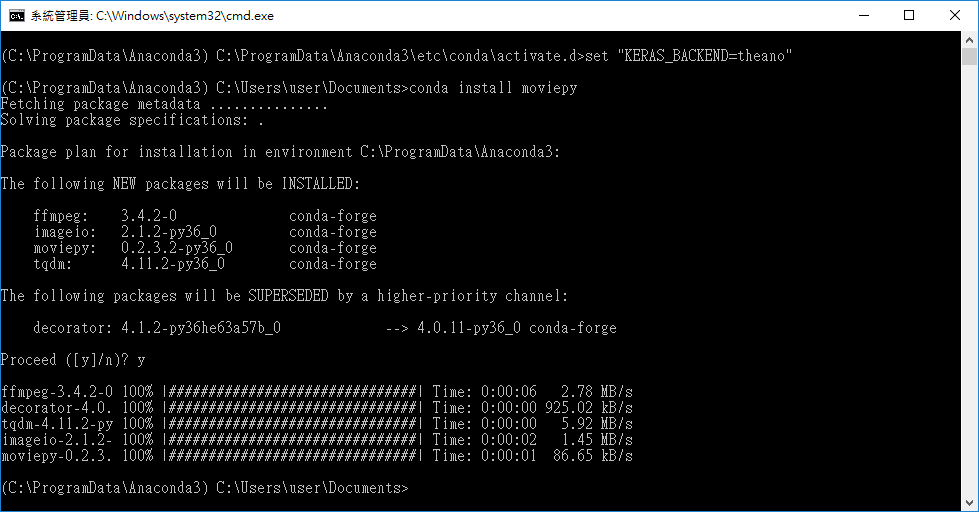 系統管理員: C:\Windows\system32\cmd.exe
(C:\ProgramData\Anaconda3) C:\ProgramData\Anaconda3\etc\conda\activate.d>set "KERAS_BACKEND=theano"
(C:\ProgramData\Anaconda3) C:\Users\user\Documents>conda install moviepy
Fetching package metadata ...............
Solving package specifications: .
Package plan for installation in environment C:\ProgramData\Anaconda3:
The following NEW packages will be INSTALLED:
ffmpeg: 3.4.2-0 conda-forge
imageio: 2.1.2-py36_0 conda-forge
moviepy: 0.2.3.2-py36_0 conda-forge
tqdm: 4.11.2-py36_0 conda-forge
The following packages will be SUPERSEDED by a higher-priority channel:
decorator: 4.1.2-py36he63a57b_0 --> 4.0.11-py36_0 conda-forge
Proceed ([y]/n)? y
ffmpeg-3.4.2-0 100% |###############################| Time: 0:00:06 2.78 MB/s
decorator-4.0. 100% |###############################| Time: 0:00:00 925.02 kB/s
tqdm-4.11.2-py 100% |###############################| Time: 0:00:00 5.92 MB/s
imageio-2.1.2- 100% |###############################| Time: 0:00:02 1.45 MB/s
moviepy-0.2.3. 100% |###############################| Time: 0:00:01 86.65 kB/s
(C:\ProgramData\Anaconda3) C:\Users\user\Documents>